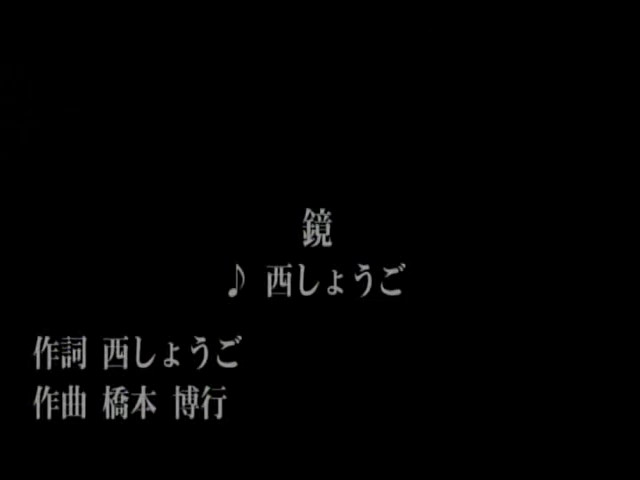 鏡
♪ 西しょうご
作詞 西しょうご
作曲 橋本 博行